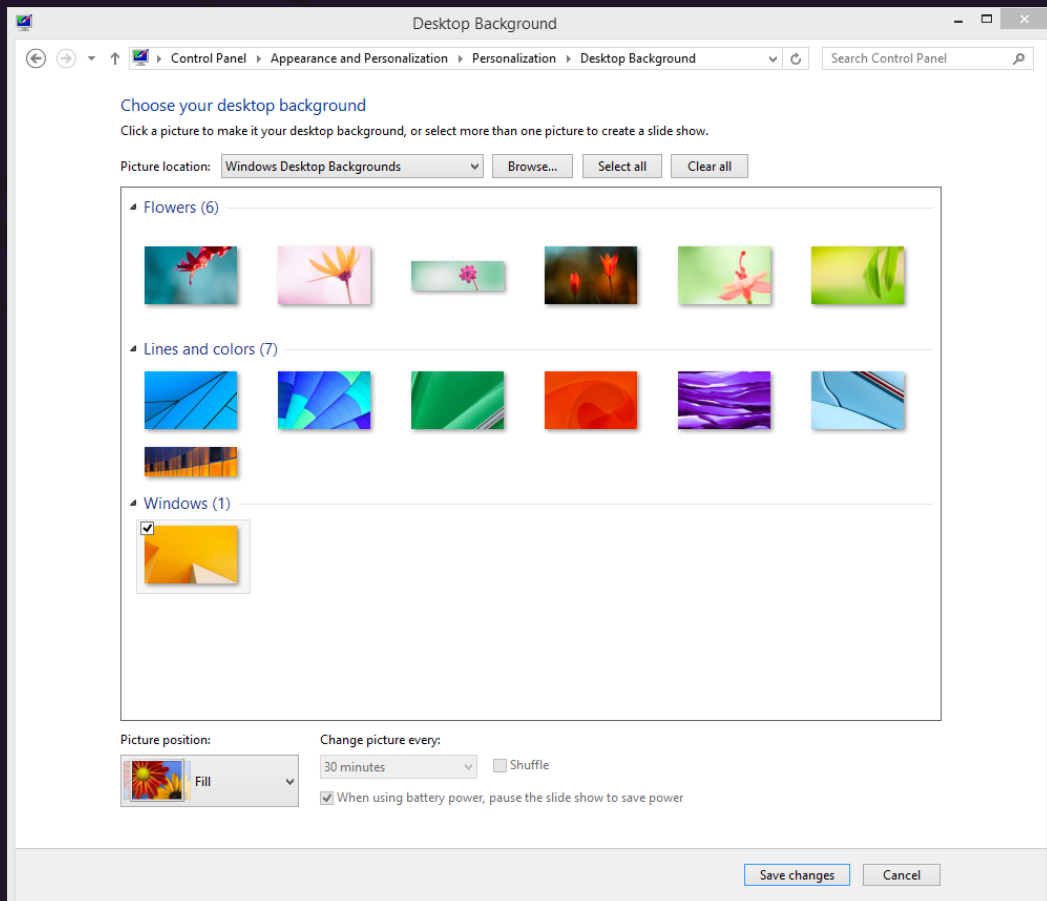 Desktop Background
Control Panel Appearance and Personalization Personalization Desktop Background Search Control Panel
Choose your desktop background
Click a picture to make it your desktop background, or select more than one picture to create a slide show.
Picture location: Windows Desktop Backgrounds Browse... Select all Clear all
Flowers (6)
Lines and colors (7)
Windows (1)
Picture position: Change picture every:
Fill 30 minutes Shuffle
When using battery power, pause the slide show to save power
Save changes Cancel